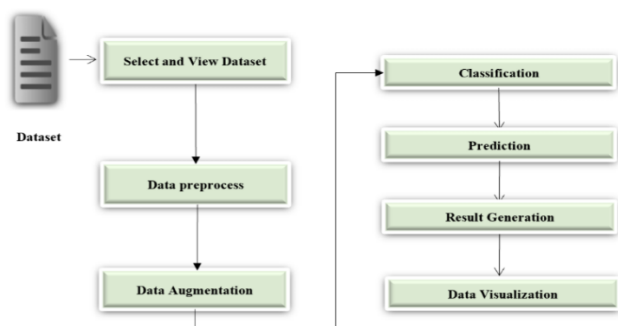 Dataset
Select and View Dataset
Data preprocess
Data Augmentation
Classification
Prediction
Result Generation
Data Visualization